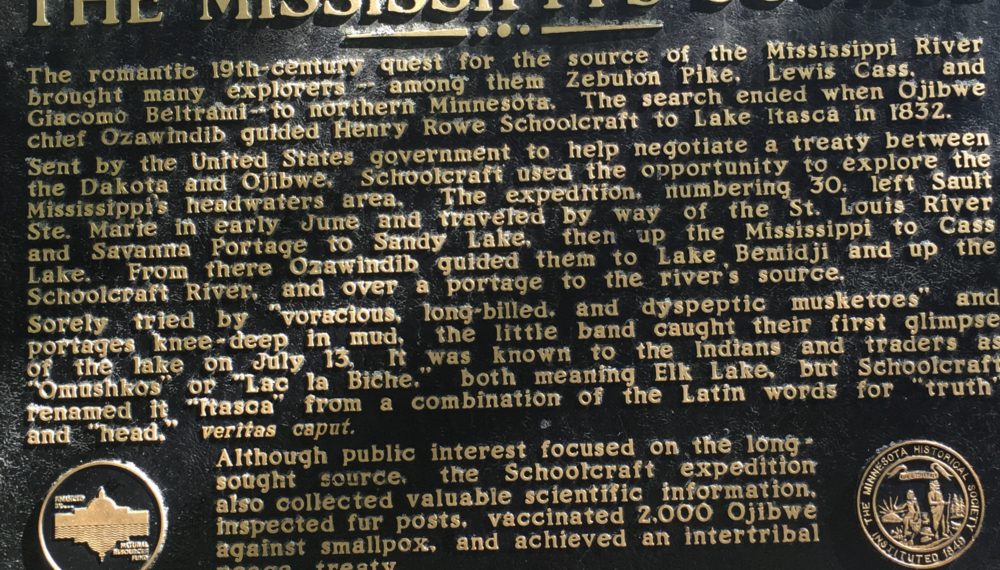 THE MISSISSIPPI'S
The romantic 19th-century quest for the source of the Mississippi River
brought many explorers — among them Zebulon Pike, Lewis Cass, and
Giacomo Beltrami—to northern Minnesota. The search ended when Ojibwe
chief Ozawindib guided Henry Rowe Schoolcraft to Lake Itasca in 1832.
Sent by the United States government to help negotiate a treaty between
the Dakota and Ojibwe, Schoolcraft used the opportunity to explore the
Mississippi's headwaters area. The expedition, numbering 30, left Sault
Ste. Marie in early June and traveled by way of the St. Louis River
and Savanna Portage to Sandy Lake, then up the Mississippi to Cass
Lake. From there Ozawindib guided them to Lake Bemidji and up the
Schoolcraft River, and over a portage to the river's source.
Sorely tried by "voracious, long-billed, and dyspeptic musketoes" and
portages knee-deep in mud, the little band caught their first glimpse
of the lake on July 13. It was known to the Indians and traders as
"Omushkos" or "Lac la Biche," both meaning Elk Lake, but Schoolcraft
renamed it "Itasca" from a combination of the Latin words for "truth"
and "head," veritas caput.
Although public interest focused on the long-
sought source, the Schoolcraft expedition
also collected valuable scientific information,
inspected fur posts, vaccinated 2,000 Ojibwe
against smallpox, and achieved an intertribal
peace treaty
NATURAL
RESOURCES
FUND
THE MINNESOTA HISTORICAL SOCIETY
INSTITUTED 1849